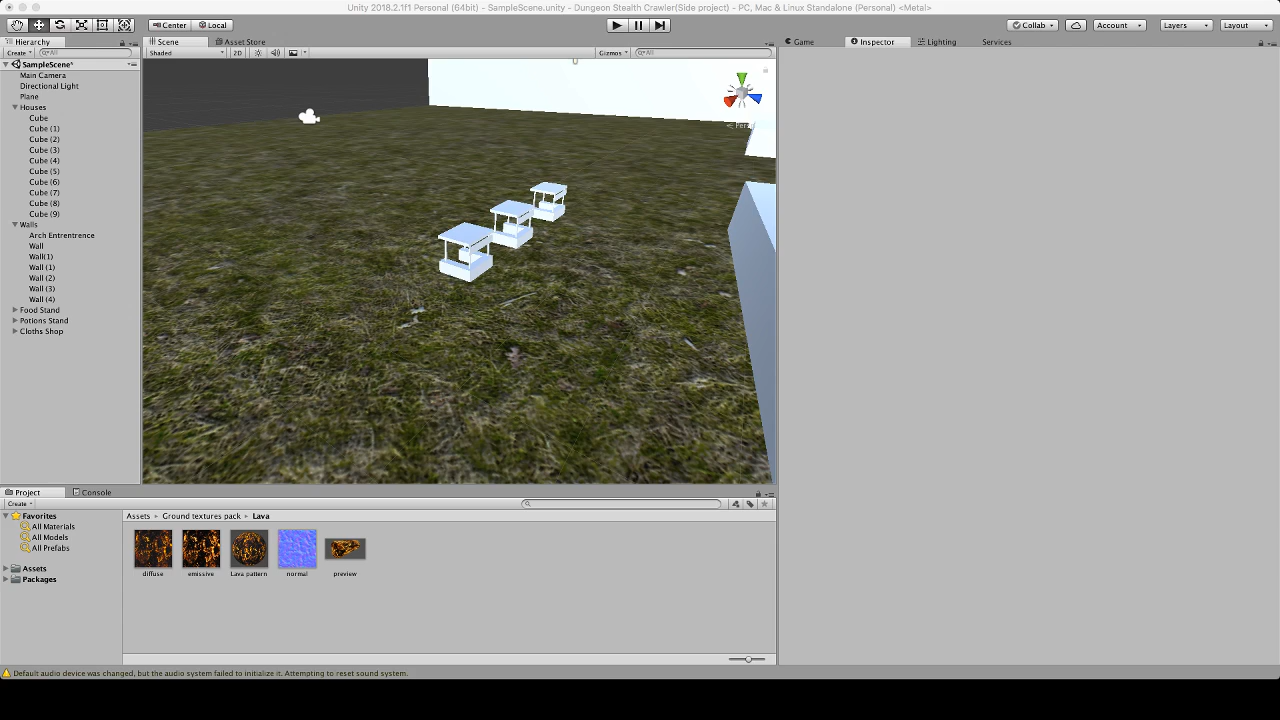 Unity 2018.2.1f1 Personal (64bit) - SampleScene.unity - Dungeon Stealth Crawler(Side project) - PC, Mac & Linux Standalone (Personal) <Metal>
Center Local Collab Account Layers Layout
Hierarchy Scene Asset Store Game Inspector Lighting Services
Create All Shaded 2D Gizmos All
SampleScene*
Main Camera
Directional Light
Plane
Houses
Cube
Cube (1)
Cube (2)
Cube (3)
Cube (4)
Cube (5)
Cube (6)
Cube (7)
Cube (8)
Cube (9)
Walls
Arch Entrentrence
Wall
Wall(1)
Wall (1)
Wall (2)
Wall (3)
Wall (4)
Food Stand
Potions Stand
Cloths Shop
Project Console
Create
Favorites
All Materials
All Models
All Prefabs
Assets
Packages
Assets Ground textures pack Lava
diffuse emissive Lava pattern normal preview
Default audio device was changed, but the audio system failed to initialize it. Attempting to reset sound system.